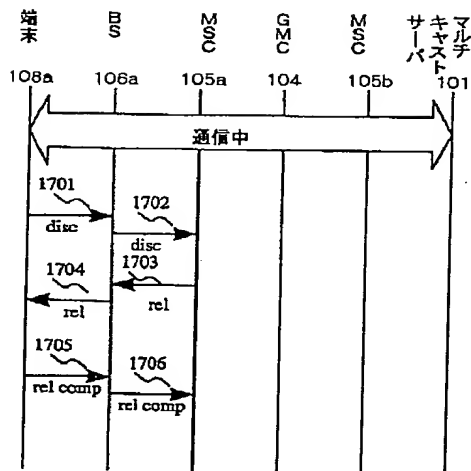 端末
BS
MSC
GMC
MSC
マルチキャストサーバ
108a
106a
105a
104
105b
101
通信中
1701
disc
1702
disc
1703
rel
1704
rel
1705
rel comp
1706
rel comp